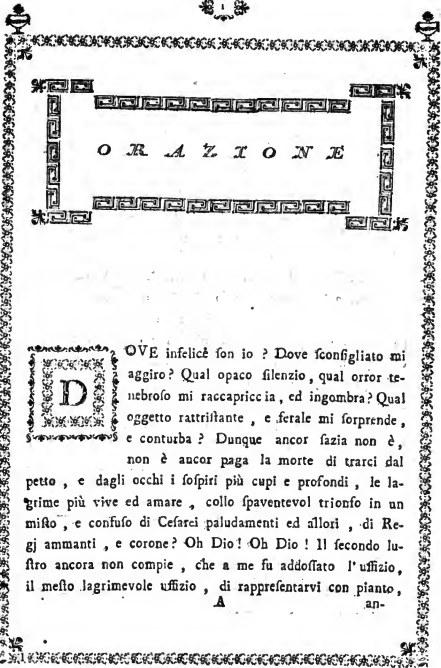 1
ORAZIONE
DOVE infelice ſon io ? Dove ſconſigliato mi
aggiro? Qual opaco ſilenzio, qual orror te-
nebroſo mi raccapriccia, ed ingombra? Qual
oggetto rattriſtante, e ferale mi ſorprende,
e conturba? Dunque ancor ſazia non è,
non è ancor paga la morte di trarci dal
petto, e dagli occhi i ſoſpiri più cupi e profondi, le la-
grime più vive ed amare, collo ſpaventevol trionfo in un
miſto, e confuſo di Ceſarei paludamenti ed allori, di Re-
gj ammanti, e corone? Oh Dio! Oh Dio! Il ſecondo lu-
ſtro ancora non compie, che a me fu addoſſato l'uffizio,
il meſto lagrimevole uffizio, di rappreſentarvi con pianto,
A an-